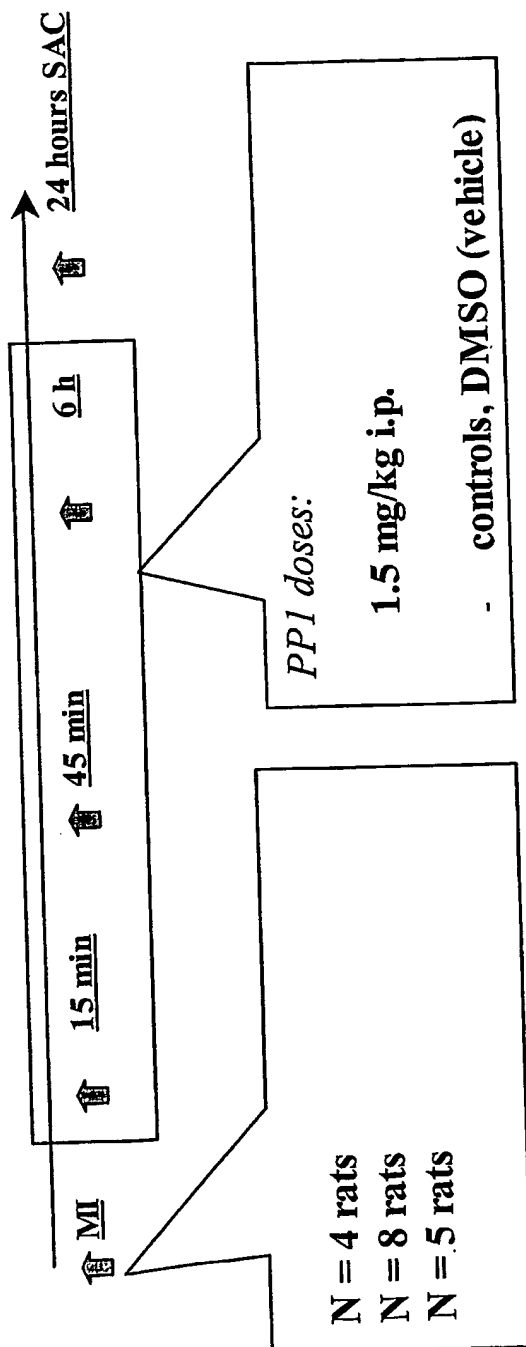 MI
15 min
45 min
6 h
24 hours SAC
N = 4 rats
N = 8 rats
N = 5 rats
PP1 doses:
1.5 mg/kg i.p.
- controls, DMSO (vehicle)